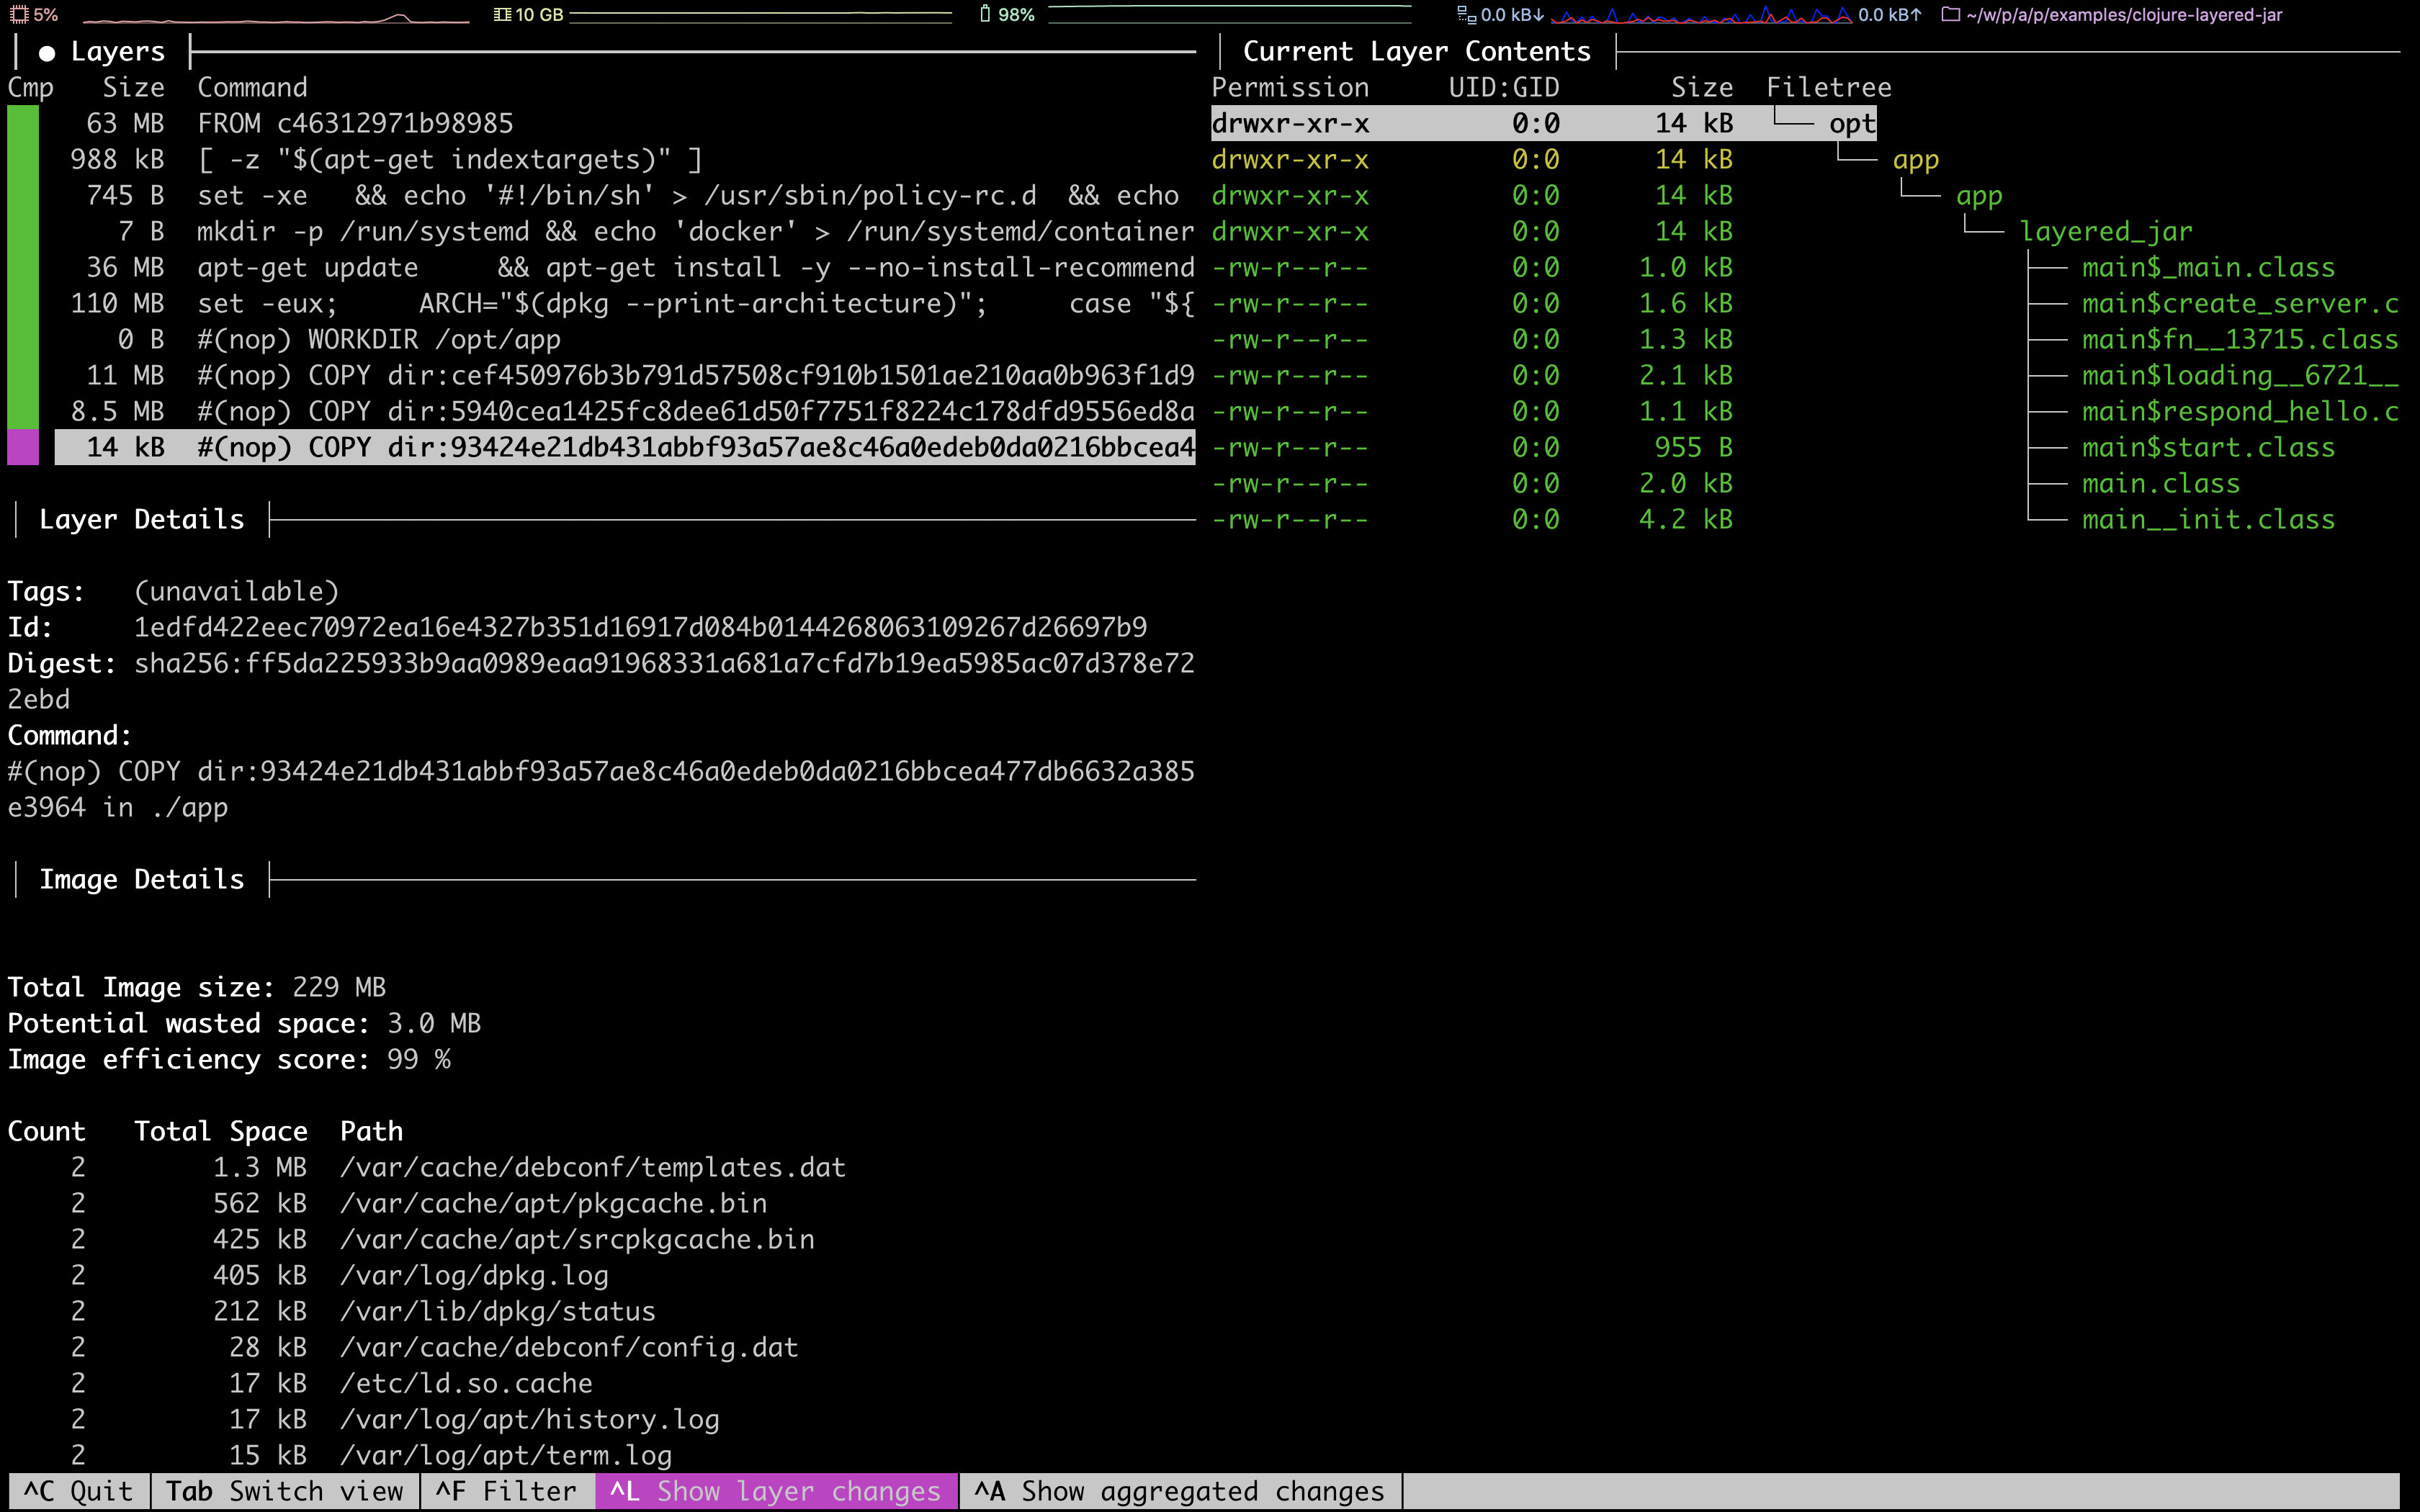 5% 10 GB 98% 0.0 kB↓ 0.0 kB↑ ~/w/p/a/p/examples/clojure-layered-jar
● Layers
Cmp Size Command
63 MB FROM c46312971b98985
988 kB [ -z "$(apt-get indextargets)" ]
745 B set -xe && echo '#!/bin/sh' > /usr/sbin/policy-rc.d && echo
7 B mkdir -p /run/systemd && echo 'docker' > /run/systemd/container
36 MB apt-get update && apt-get install -y --no-install-recommend
110 MB set -eux; ARCH="$(dpkg --print-architecture)"; case "${
0 B #(nop) WORKDIR /opt/app
11 MB #(nop) COPY dir:cef450976b3b791d57508cf910b1501ae210aa0b963f1d9
8.5 MB #(nop) COPY dir:5940cea1425fc8dee61d50f7751f8224c178dfd9556ed8a
14 kB #(nop) COPY dir:93424e21db431abbf93a57ae8c46a0edeb0da0216bbcea4
Layer Details
Tags: (unavailable)
Id: 1edfd422eec70972ea16e4327b351d16917d084b0144268063109267d26697b9
Digest: sha256:ff5da225933b9aa0989eaa91968331a681a7cfd7b19ea5985ac07d378e72
2ebd
Command:
#(nop) COPY dir:93424e21db431abbf93a57ae8c46a0edeb0da0216bbcea477db6632a385
e3964 in ./app
Image Details
Total Image size: 229 MB
Potential wasted space: 3.0 MB
Image efficiency score: 99 %
Count Total Space Path
2 1.3 MB /var/cache/debconf/templates.dat
2 562 kB /var/cache/apt/pkgcache.bin
2 425 kB /var/cache/apt/srcpkgcache.bin
2 405 kB /var/log/dpkg.log
2 212 kB /var/lib/dpkg/status
2 28 kB /var/cache/debconf/config.dat
2 17 kB /etc/ld.so.cache
2 17 kB /var/log/apt/history.log
2 15 kB /var/log/apt/term.log
Current Layer Contents
Permission UID:GID Size Filetree
drwxr-xr-x 0:0 14 kB opt
drwxr-xr-x 0:0 14 kB app
drwxr-xr-x 0:0 14 kB app
drwxr-xr-x 0:0 14 kB layered_jar
-rw-r--r-- 0:0 1.0 kB main$_main.class
-rw-r--r-- 0:0 1.6 kB main$create_server.c
-rw-r--r-- 0:0 1.3 kB main$fn__13715.class
-rw-r--r-- 0:0 2.1 kB main$loading__6721__
-rw-r--r-- 0:0 1.1 kB main$respond_hello.c
-rw-r--r-- 0:0 955 B main$start.class
-rw-r--r-- 0:0 2.0 kB main.class
-rw-r--r-- 0:0 4.2 kB main__init.class
^C Quit Tab Switch view ^F Filter ^L Show layer changes ^A Show aggregated changes